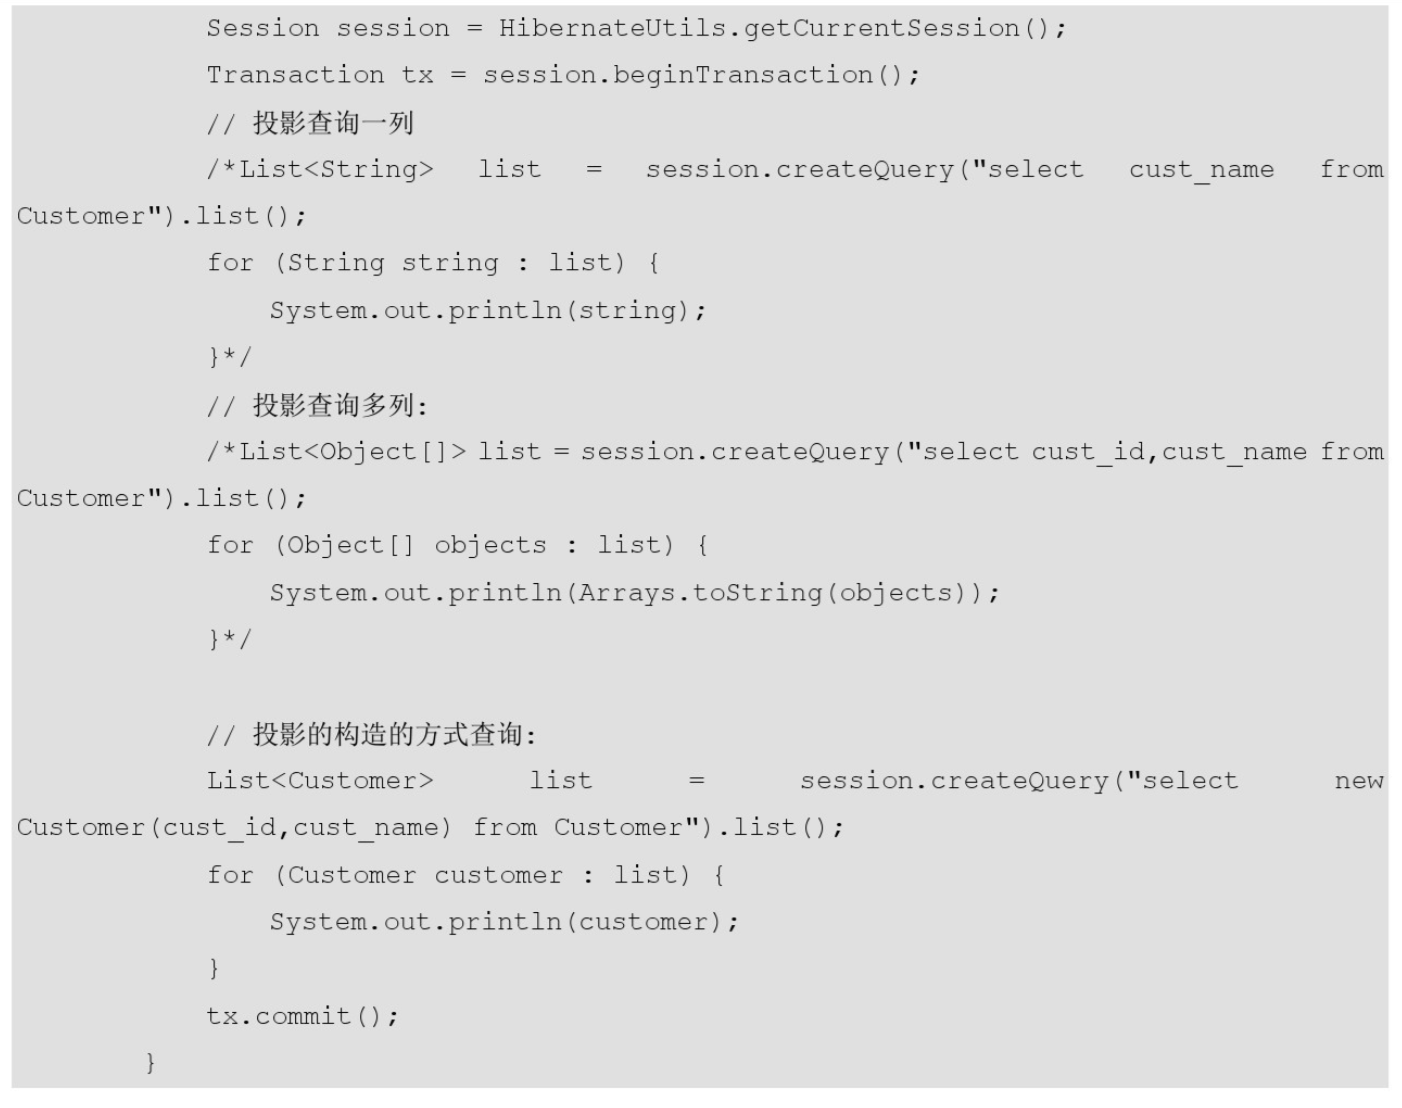 Session session = HibernateUtils.getCurrentSession();
Transaction tx = session.beginTransaction();
// 投影查询一列
/*List<String> list = session.createQuery("select cust_name from
Customer").list();
for (String string : list) {
System.out.println(string);
}*/
// 投影查询多列:
/*List<Object[]> list = session.createQuery("select cust_id,cust_name from
Customer").list();
for (Object[] objects : list) {
System.out.println(Arrays.toString(objects));
}*/
// 投影的构造的方式查询:
List<Customer> list = session.createQuery("select new
Customer(cust_id,cust_name) from Customer").list();
for (Customer customer : list) {
System.out.println(customer);
}
tx.commit();
}